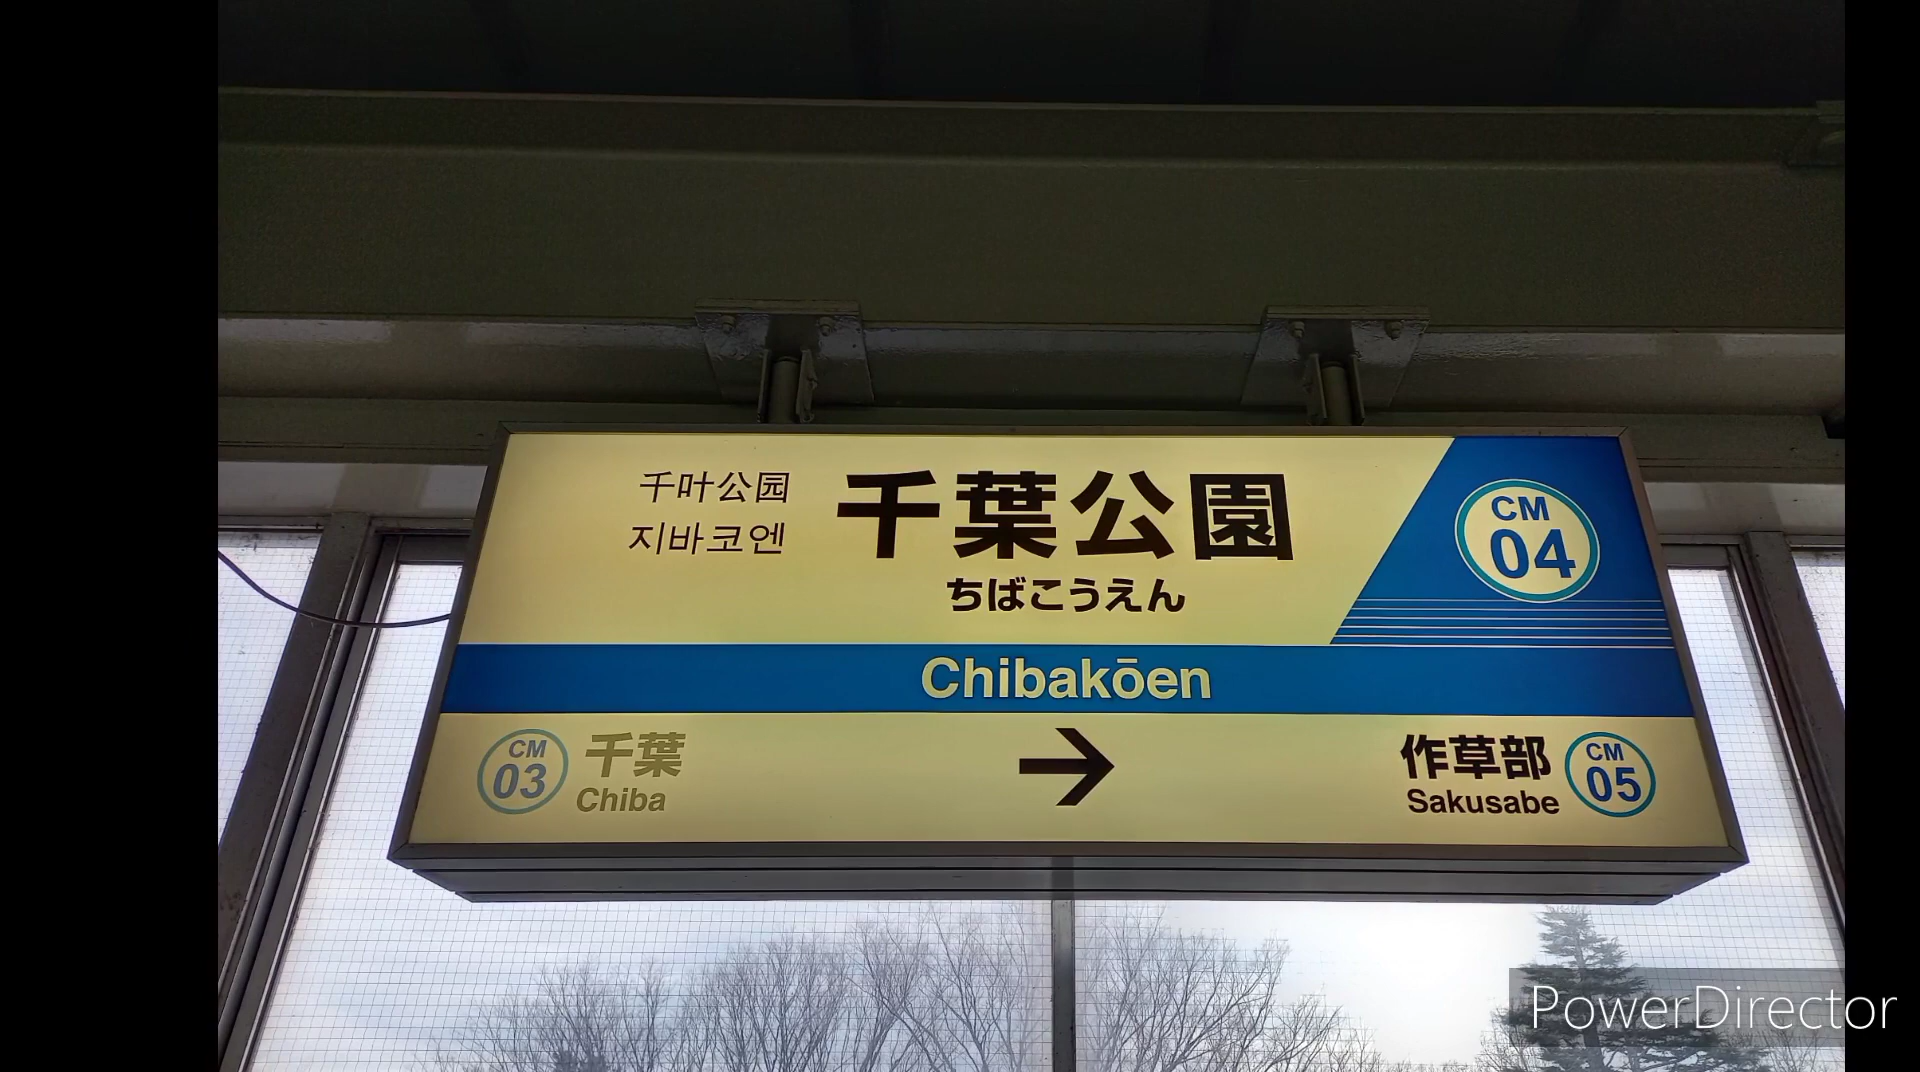 千叶公园
지바코엔
千葉公園
ちばこうえん
CM
04
Chibakōen
CM
03
千葉
Chiba
→
作草部
Sakusabe
CM
05
PowerDirector